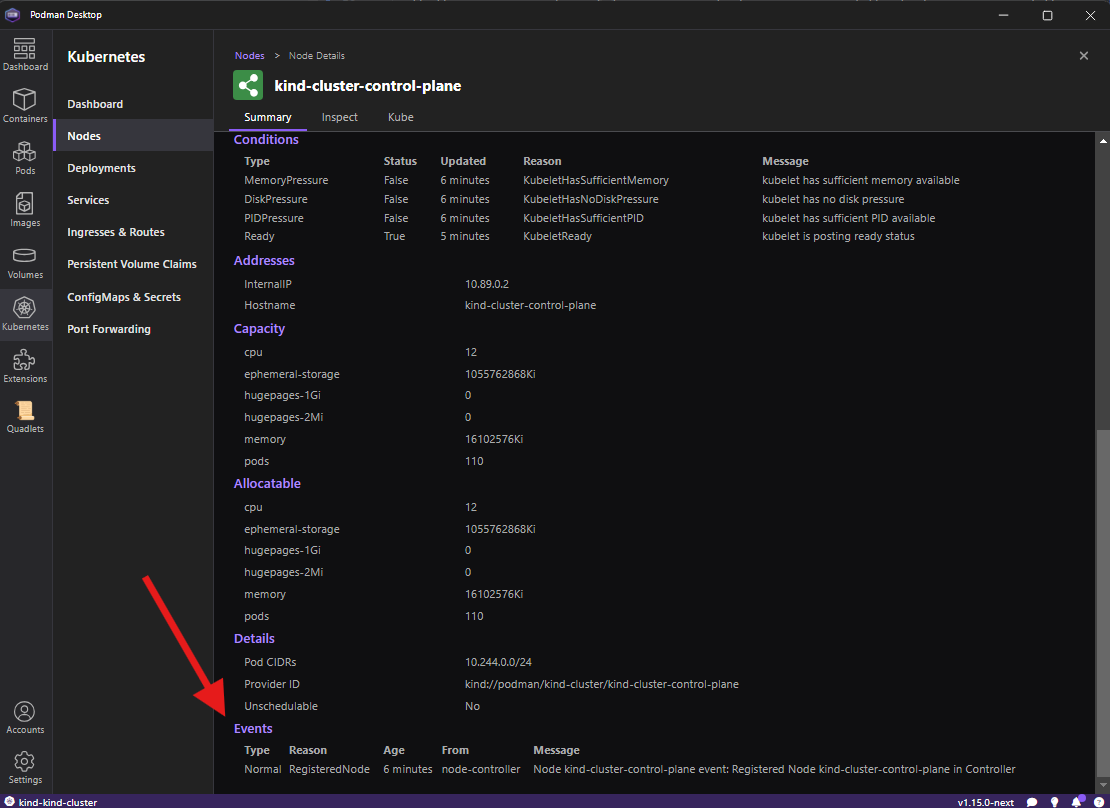 Podman Desktop
Dashboard
Containers
Pods
Images
Volumes
Kubernetes
Extensions
Quadlets
Accounts
Settings
Kubernetes
Dashboard
Nodes
Deployments
Services
Ingresses & Routes
Persistent Volume Claims
ConfigMaps & Secrets
Port Forwarding
Nodes > Node Details
kind-cluster-control-plane
Summary Inspect Kube
Conditions
Type Status Updated Reason Message
MemoryPressure False 6 minutes KubeletHasSufficientMemory kubelet has sufficient memory available
DiskPressure False 6 minutes KubeletHasNoDiskPressure kubelet has no disk pressure
PIDPressure False 6 minutes KubeletHasSufficientPID kubelet has sufficient PID available
Ready True 5 minutes KubeletReady kubelet is posting ready status
Addresses
InternalIP 10.89.0.2
Hostname kind-cluster-control-plane
Capacity
cpu 12
ephemeral-storage 1055762868Ki
hugepages-1Gi 0
hugepages-2Mi 0
memory 16102576Ki
pods 110
Allocatable
cpu 12
ephemeral-storage 1055762868Ki
hugepages-1Gi 0
hugepages-2Mi 0
memory 16102576Ki
pods 110
Details
Pod CIDRs 10.244.0.0/24
Provider ID kind://podman/kind-cluster/kind-cluster-control-plane
Unschedulable No
Events
Type Reason Age From Message
Normal RegisteredNode 6 minutes node-controller Node kind-cluster-control-plane event: Registered Node kind-cluster-control-plane in Controller
kind-kind-cluster v1.15.0-next